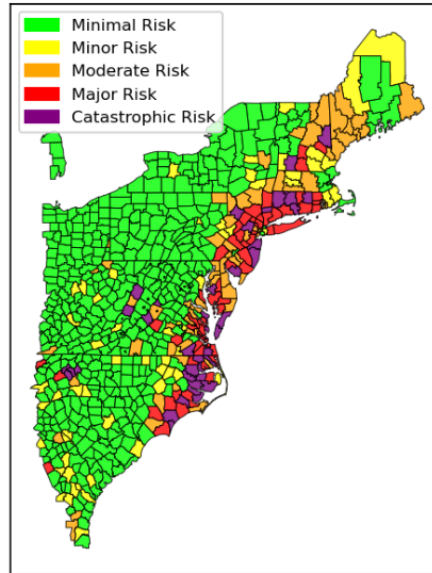 Minimal Risk
Minor Risk
Moderate Risk
Major Risk
Catastrophic Risk